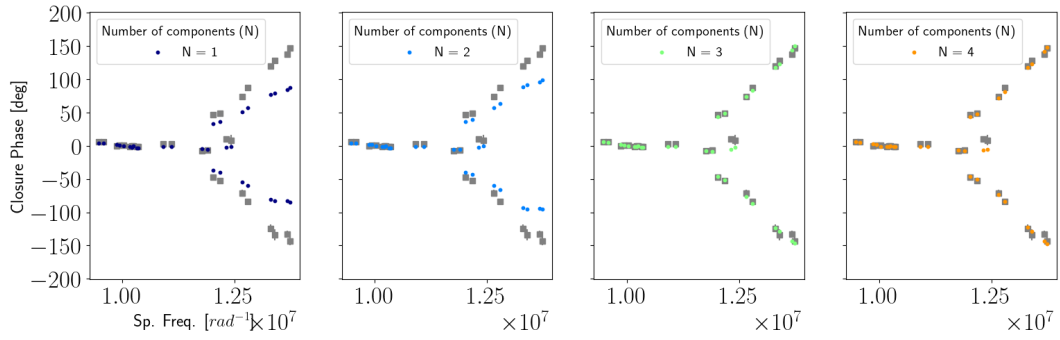 Closure Phase [deg]
200
150
100
50
0
−50
−100
−150
−200
Number of components (N)
N = 1
Number of components (N)
N = 2
Number of components (N)
N = 3
Number of components (N)
N = 4
1.00 1.25
1.00 1.25
1.00 1.25
1.00 1.25
Sp. Freq. [rad⁻¹] ×10⁷
×10⁷
×10⁷
×10⁷